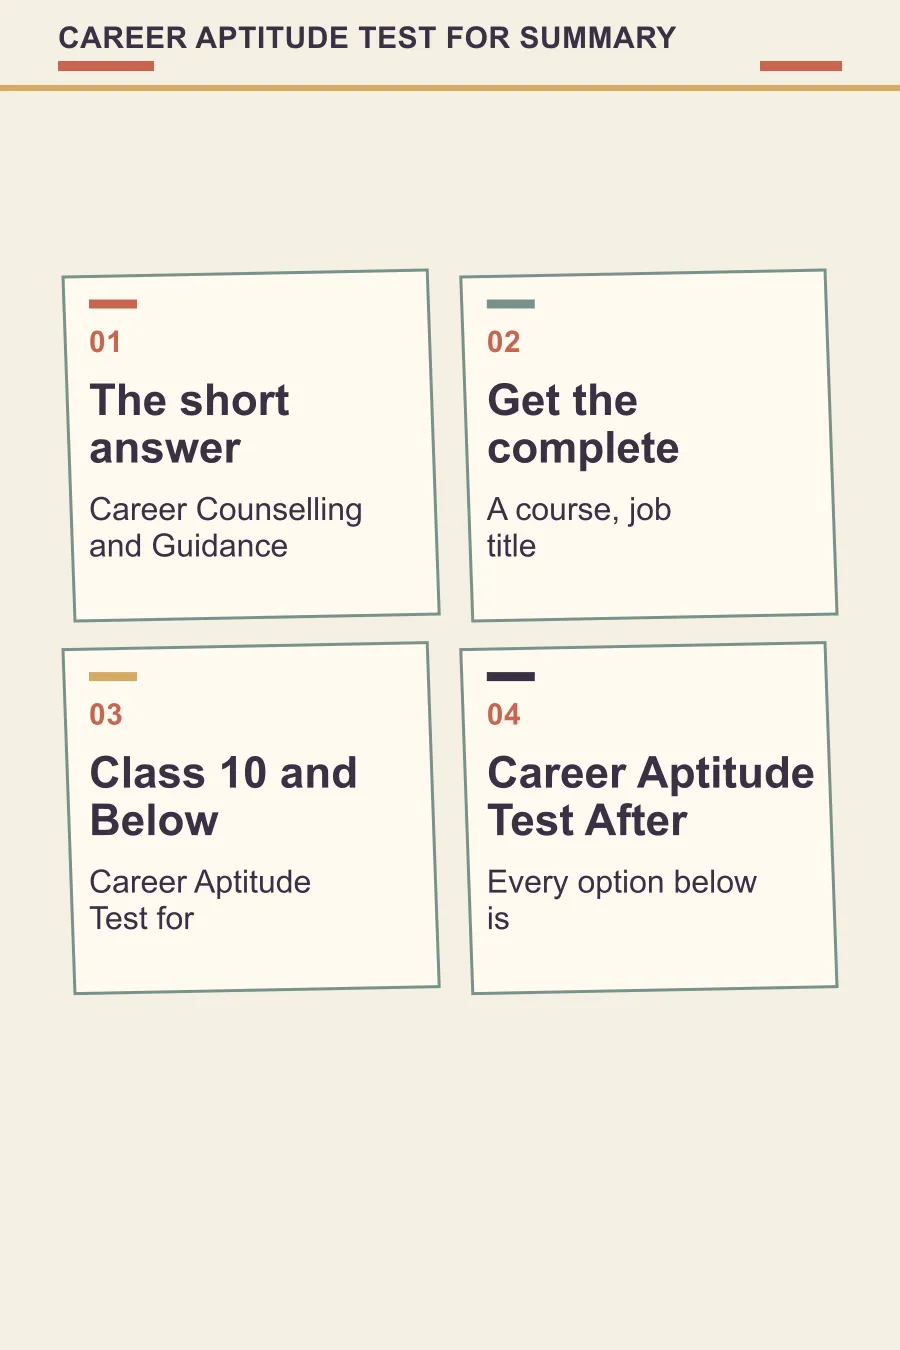 CAREER APTITUDE TEST FOR SUMMARY
01
The short
answer
Career Counselling
and Guidance
02
Get the
complete
A course, job
title
03
Class 10 and
Below
Career Aptitude
Test for
04
Career Aptitude
Test After
Every option below
is